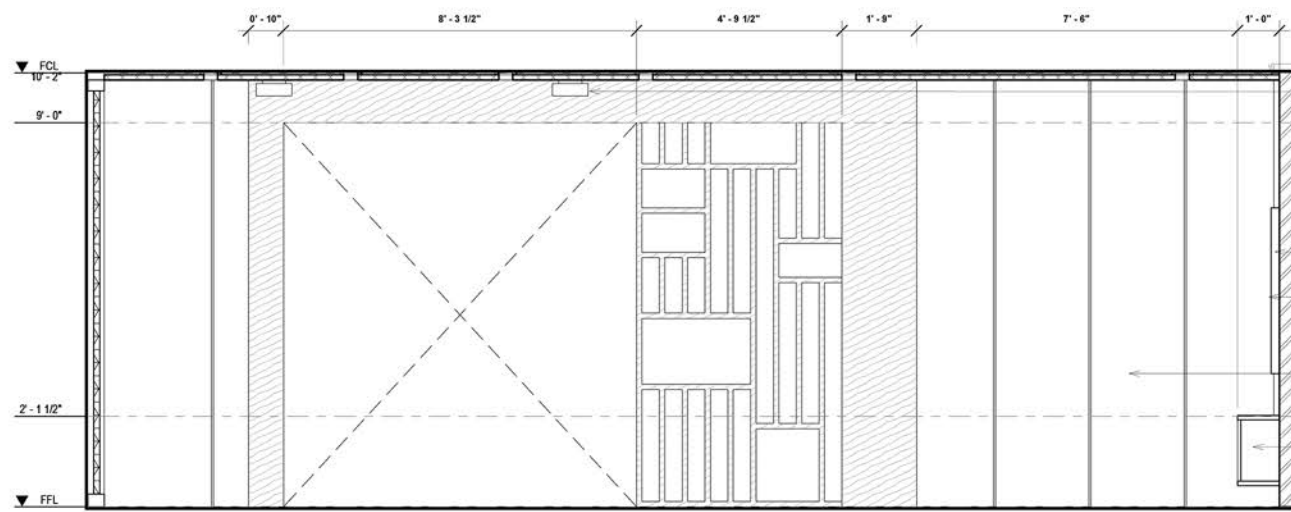 0' - 10" 8' - 3 1/2" 4' - 9 1/2" 1' - 9" 7' - 6" 1' - 0"
FCL
10' - 2"
9' - 0"
2' - 1 1/2"
FFL